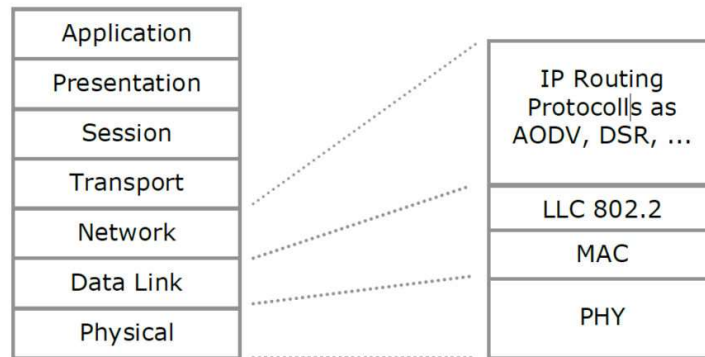 Application
Presentation
Session
Transport
Network
Data Link
Physical
IP Routing
Protocolls as
AODV, DSR, ...
LLC 802.2
MAC
PHY